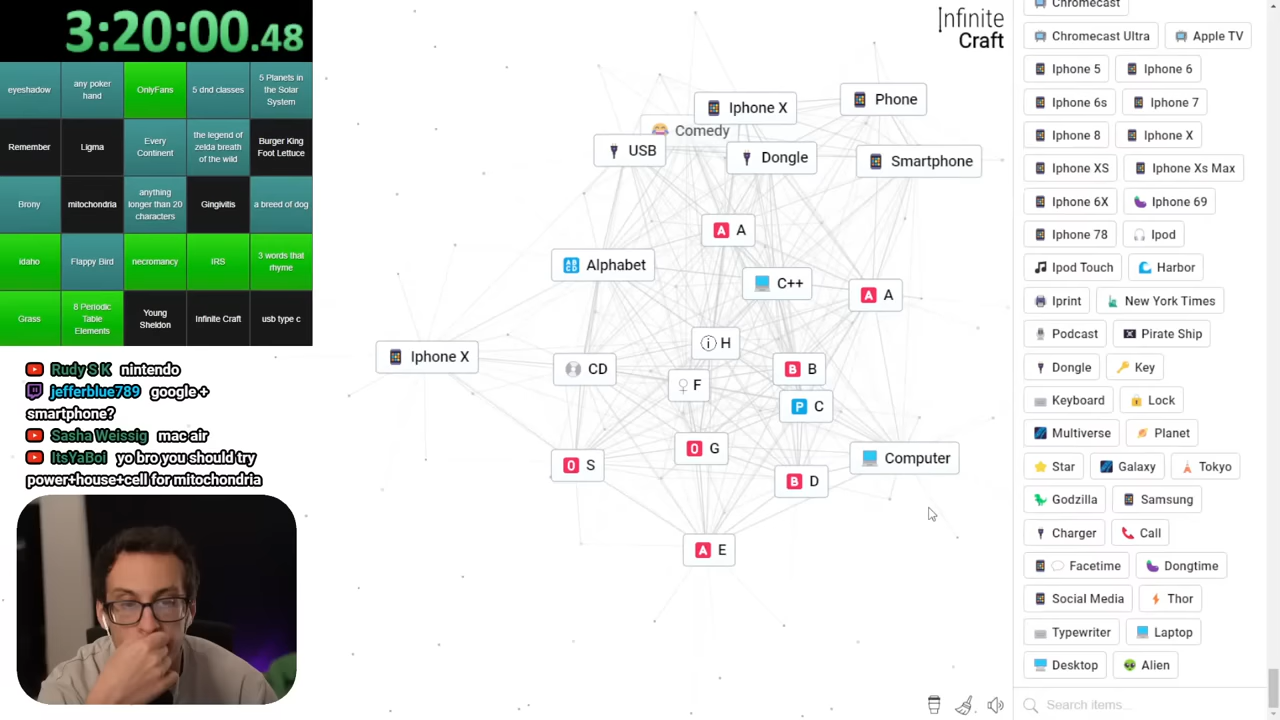 3:20:00.48
eyeshadow
any poker
hand
OnlyFans
5 dnd classes
5 Planets in
the Solar
System
Remember
Ligma
Every
Continent
the legend of
zelda breath of
the wild
Burger King
Foot Lettuce
Brony
mitochondria
anything
longer than 20
characters
Gingivitis
a breed of dog
idaho
Flappy Bird
necromancy
IRS
3 words that
rhyme
Grass
8 Periodic
Table
Elements
Young
Sheldon
Infinite Craft
usb type c
Rudy S K nintendo
jefferblue789 google +
smartphone?
Sasha Weissig mac air
ItsYaBoi yo bro you should try
power+house+cell for mitochondria
Infinite
Craft
Iphone X
Phone
Comedy
USB
Dongle
Smartphone
A A
ABCD Alphabet
C++
A A
H
Iphone X
CD
F
B B
P C
O S
O G
B D
Computer
A E
Chromecast
Chromecast Ultra
Apple TV
Iphone 5
Iphone 6
Iphone 6s
Iphone 7
Iphone 8
Iphone X
Iphone XS
Iphone Xs Max
Iphone 6X
Iphone 69
Iphone 78
Ipod
Ipod Touch
Harbor
Iprint
New York Times
Podcast
Pirate Ship
Dongle
Key
Keyboard
Lock
Multiverse
Planet
Star
Galaxy
Tokyo
Godzilla
Samsung
Charger
Call
Facetime
Dongtime
Social Media
Thor
Typewriter
Laptop
Desktop
Alien
Search items...